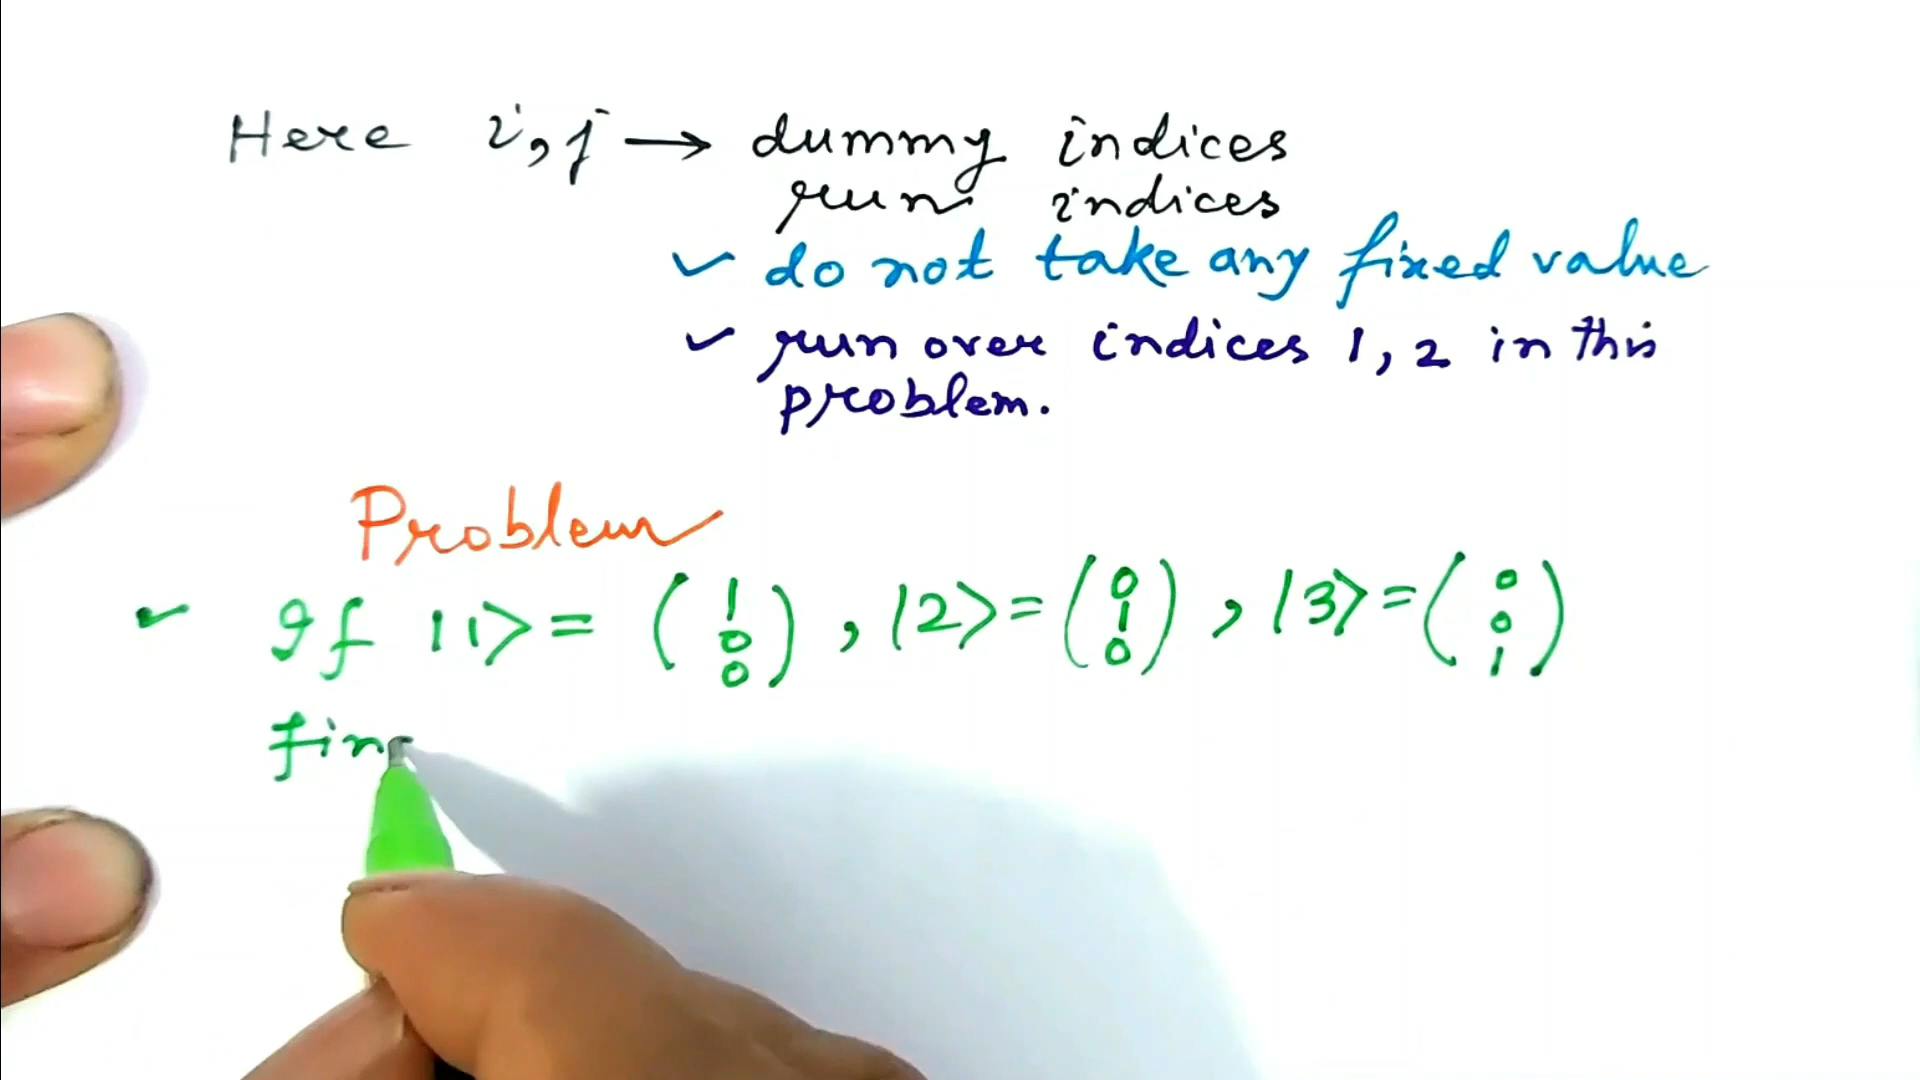 Here i, j → dummy indices
run indices
✓ do not take any fixed value
✓ run over indices 1, 2 in this
problem.
Problem
✓ If |1> = (1 0 0), |2> = (0 1 0), |3> = (0 0 1)
fin